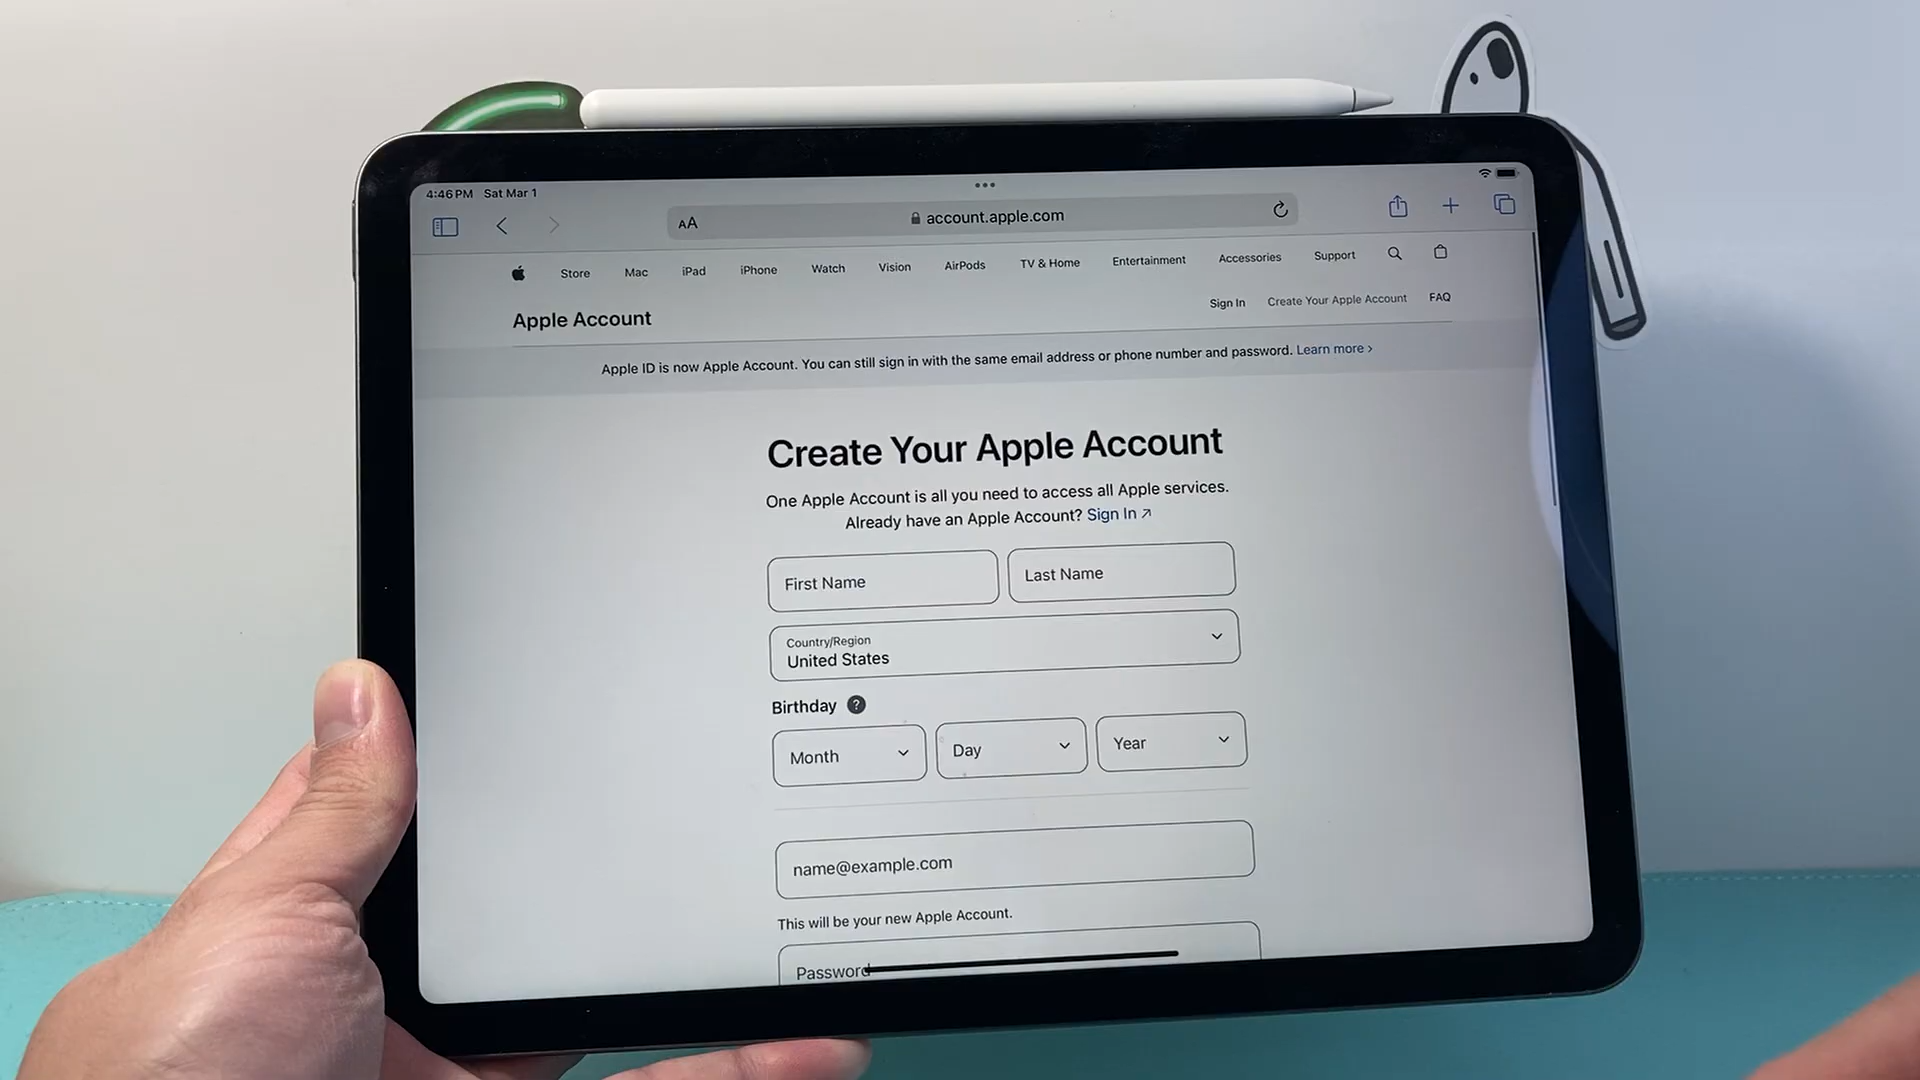 4:46 PM Sat Mar 1
AA account.apple.com
Store Mac iPad iPhone Watch Vision AirPods TV & Home Entertainment Accessories Support
Apple Account
Sign In Create Your Apple Account FAQ
Apple ID is now Apple Account. You can still sign in with the same email address or phone number and password. Learn more >
Create Your Apple Account
One Apple Account is all you need to access all Apple services.
Already have an Apple Account? Sign In ↗
First Name Last Name
Country/Region
United States
Birthday ?
Month Day Year
name@example.com
This will be your new Apple Account.
Password